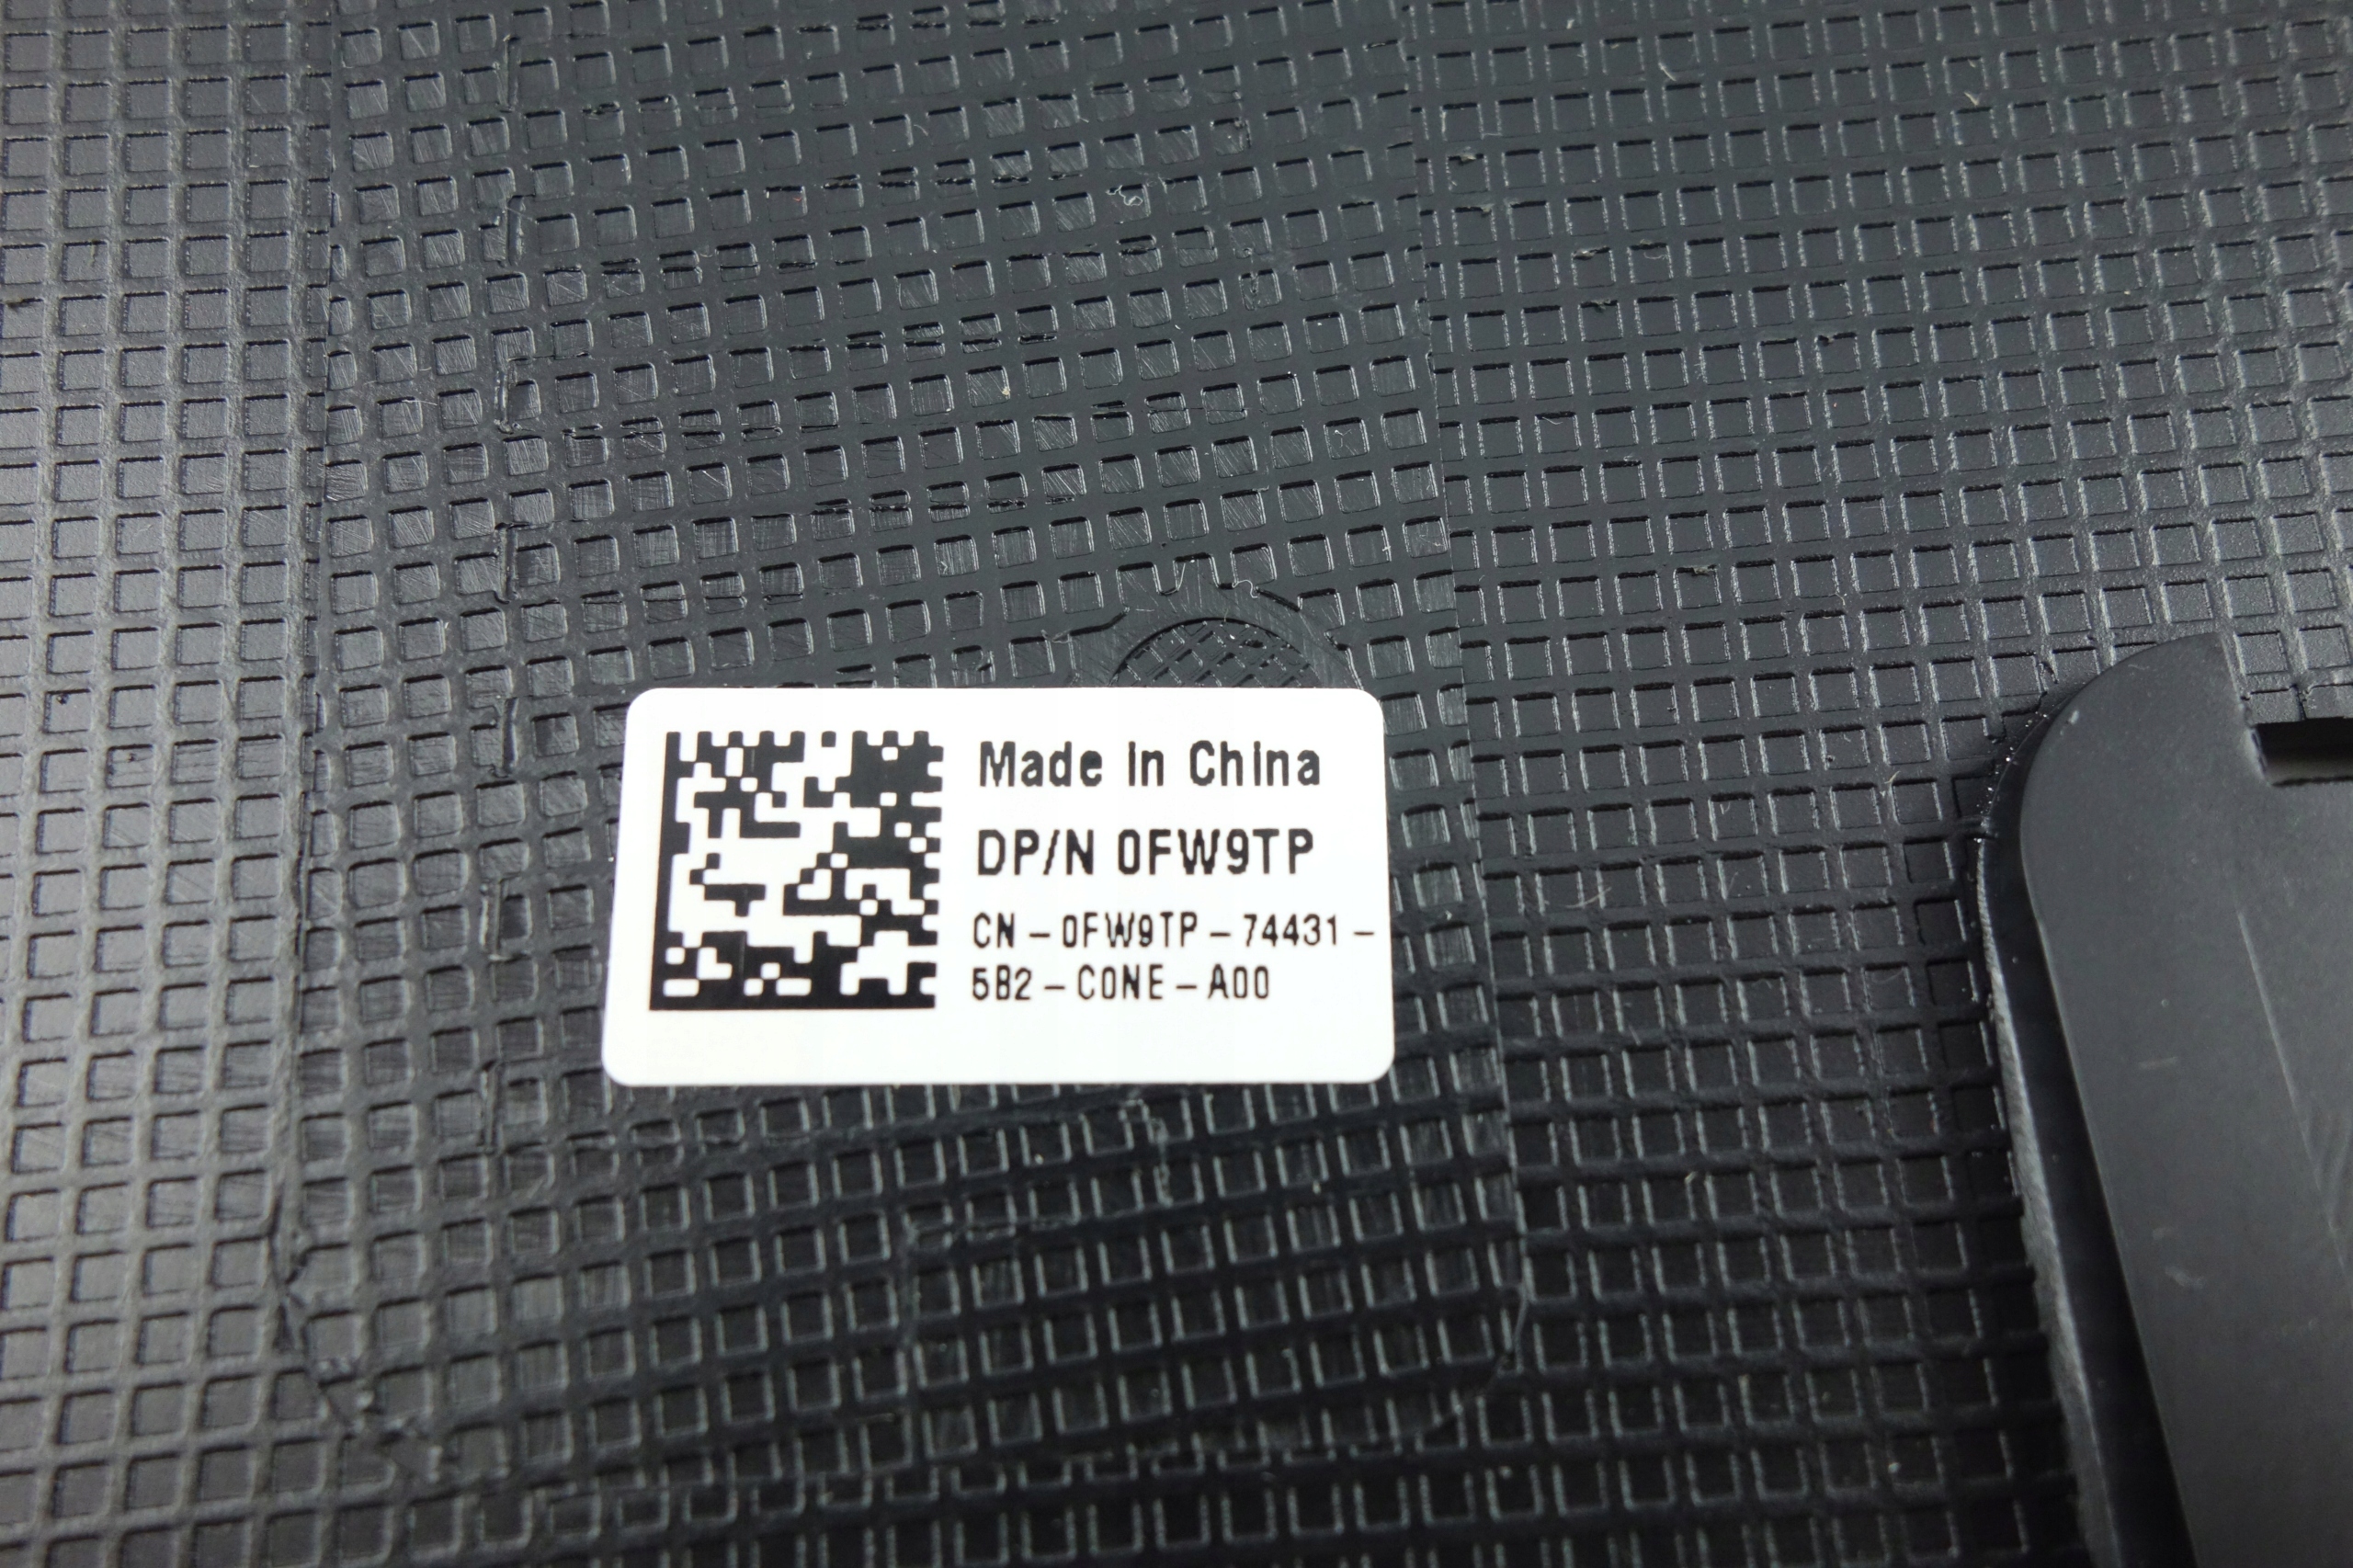 Made in China
DP/N 0FW9TP
CN-0FW9TP-74431-
5B2-C0NE-A00